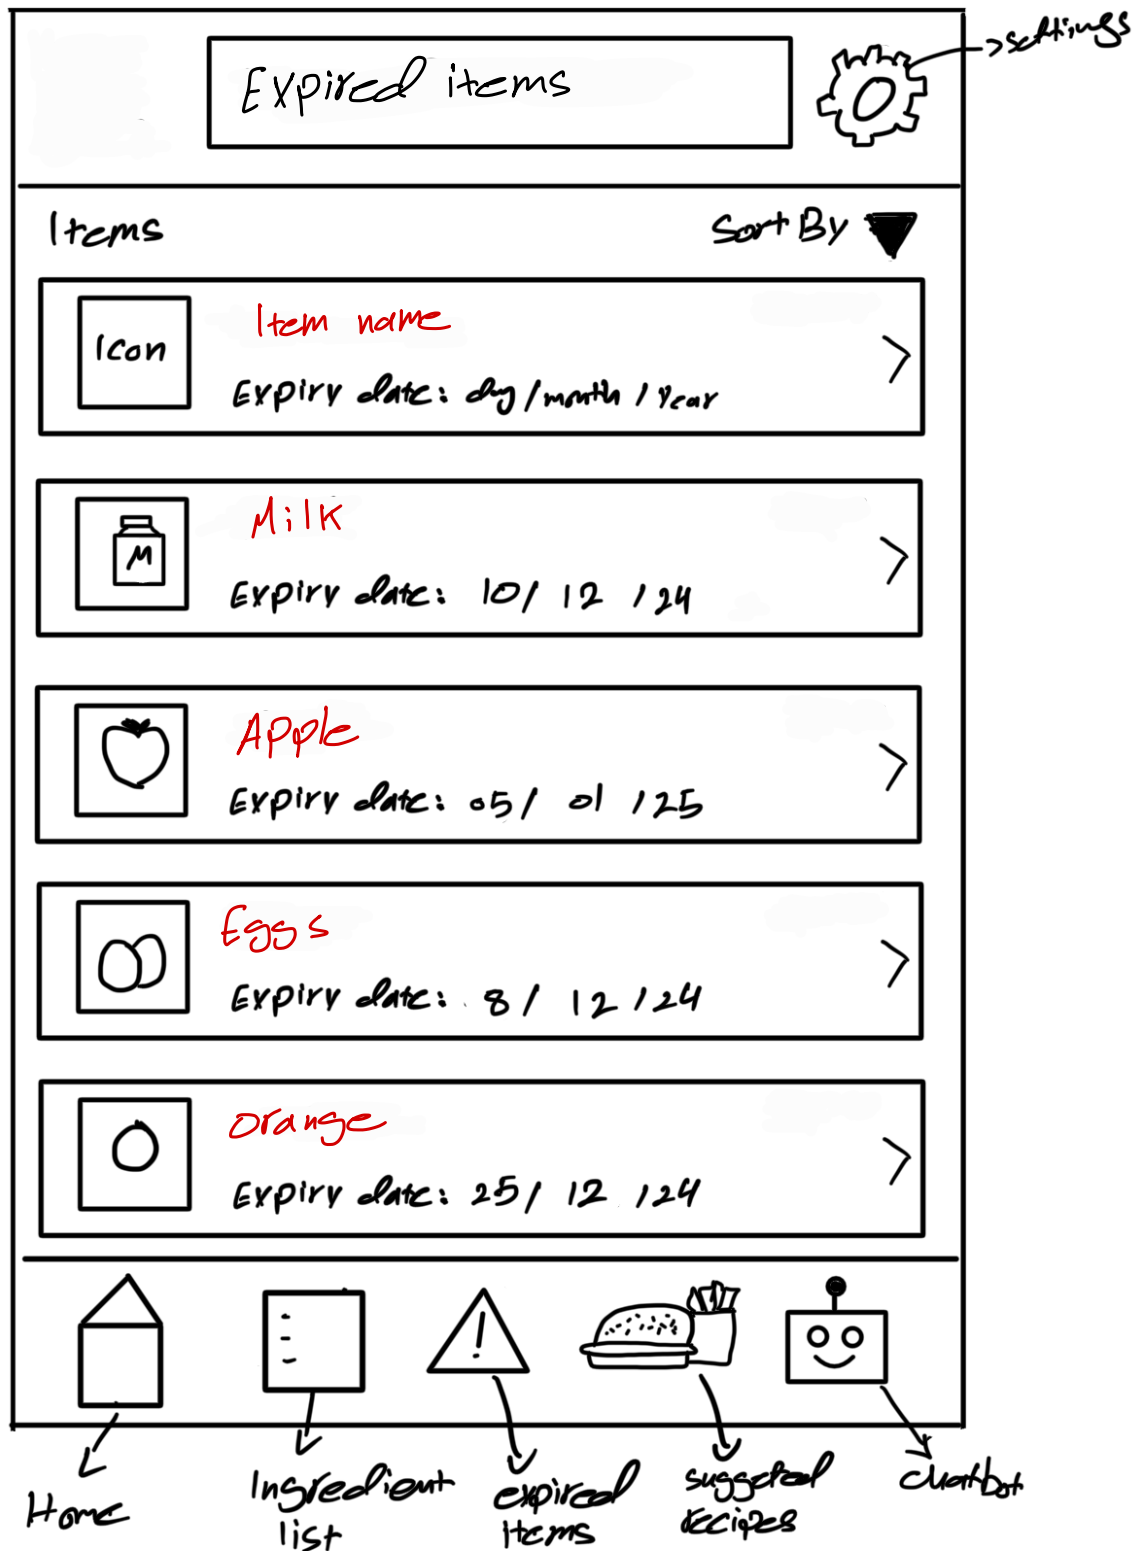 settings
Expired items
Items
Sort By
Icon
Item name
Expiry date: day/month/year
M
Milk
Expiry date: 10/ 12 /24
Apple
Expiry date: 05/ 01 /25
Eggs
Expiry date: 8/ 12 /24
orange
Expiry date: 25/ 12 /24
!
Home
Ingredient
list
expired
items
suggested
recipes
chatbot